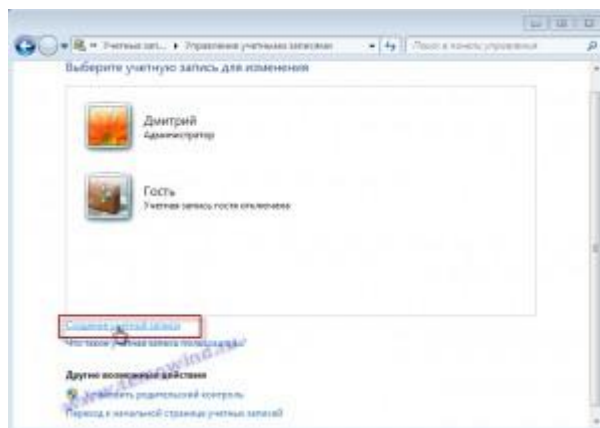 Учетные зап... ▸ Управление учетными записями
Поиск в панели управления
Выберите учетную запись для изменения
Дмитрий
Администратор
Гость
Учетная запись гостя отключена
Создание учетной записи
Что такое учетная запись пользователя?
Другие возможные действия
Установить родительский контроль
Переход к начальной странице учетных записей